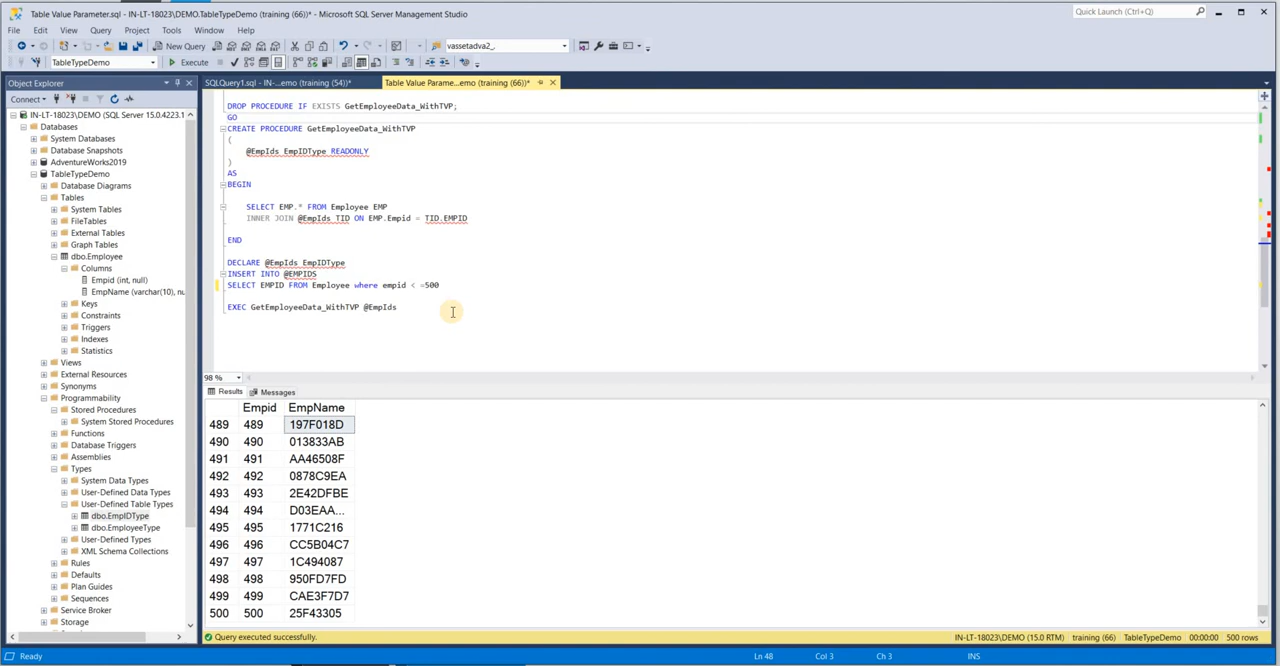 Table Value Parameter.sql - IN-LT-18023\DEMO.TableTypeDemo (training (66))* - Microsoft SQL Server Management Studio
Quick Launch (Ctrl+Q)
File Edit View Query Project Tools Window Help
New Query
vassetadva2_.
TableTypeDemo
Execute
Object Explorer
SQLQuery1.sql - IN-...emo (training (54))*
Table Value Parame...emo (training (66))*
Connect
IN-LT-18023\DEMO (SQL Server 15.0.4223.1
Databases
System Databases
Database Snapshots
AdventureWorks2019
TableTypeDemo
Database Diagrams
Tables
System Tables
FileTables
External Tables
Graph Tables
dbo.Employee
Columns
Empid (int, null)
EmpName (varchar(10), nu
Keys
Constraints
Triggers
Indexes
Statistics
Views
External Resources
Synonyms
Programmability
Stored Procedures
System Stored Procedures
Functions
Database Triggers
Assemblies
Types
System Data Types
User-Defined Data Types
User-Defined Table Types
dbo.EmpIDType
dbo.EmployeeType
User-Defined Types
XML Schema Collections
Rules
Defaults
Plan Guides
Sequences
Service Broker
Storage
DROP PROCEDURE IF EXISTS GetEmployeeData_WithTVP;
GO
CREATE PROCEDURE GetEmployeeData_WithTVP
(
@EmpIds EmpIDType READONLY
)
AS
BEGIN
SELECT EMP.* FROM Employee EMP
INNER JOIN @EmpIds TID ON EMP.Empid = TID.EMPID
END
DECLARE @EmpIds EmpIDType
INSERT INTO @EMPIDS
SELECT EMPID FROM Employee where empid < =500
EXEC GetEmployeeData_WithTVP @EmpIds
98 %
Results Messages
Empid EmpName
489 489 197F018D
490 490 013833AB
491 491 AA46508F
492 492 0878C9EA
493 493 2E42DFBE
494 494 D03EAA...
495 495 1771C216
496 496 CC5B04C7
497 497 1C494087
498 498 950FD7FD
499 499 CAE3F7D7
500 500 25F43305
Query executed successfully.
IN-LT-18023\DEMO (15.0 RTM) training (66) TableTypeDemo 00:00:00 500 rows
Ready
Ln 48 Col 3 Ch 3 INS